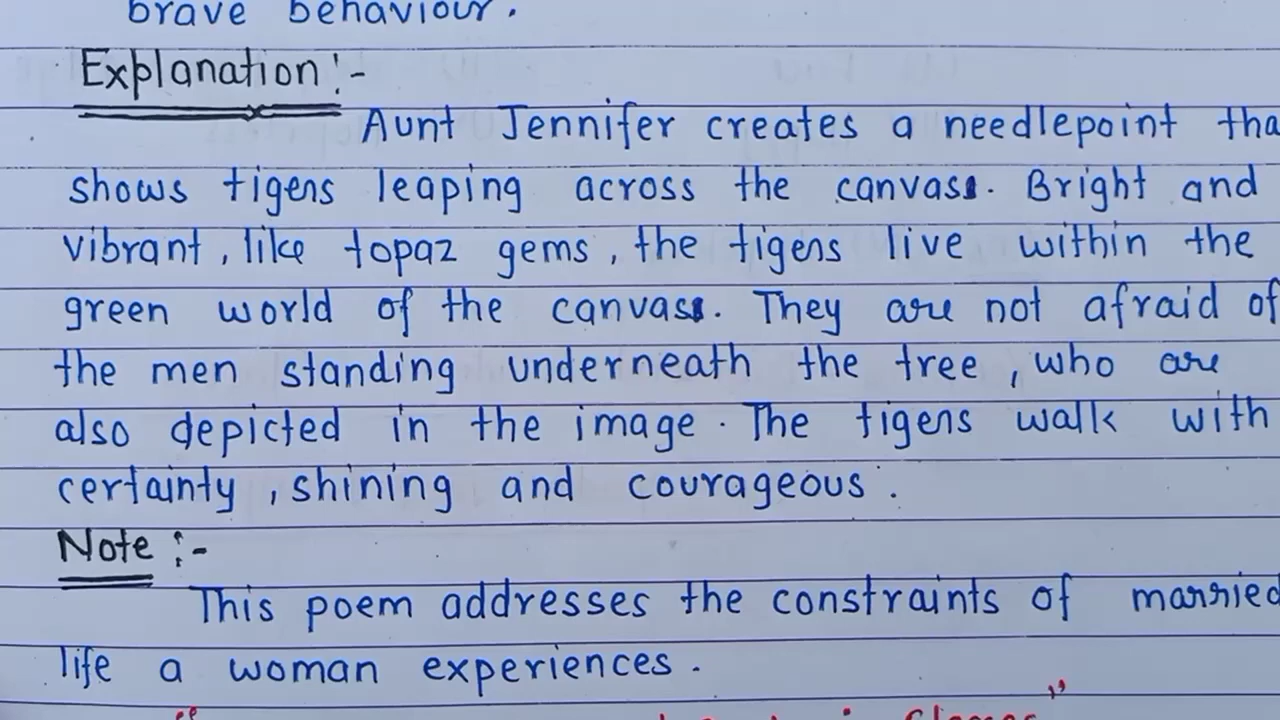 brave behaviour.
Explanation:-
Aunt Jennifer creates a needlepoint tha
shows tigers leaping across the canvas. Bright and
vibrant, like topaz gems, the tigers live within the
green world of the canvas. They are not afraid of
the men standing underneath the tree, who are
also depicted in the image. The tigers walk with
certainty, shining and courageous.
Note:-
This poem addresses the constraints of married
life a woman experiences.